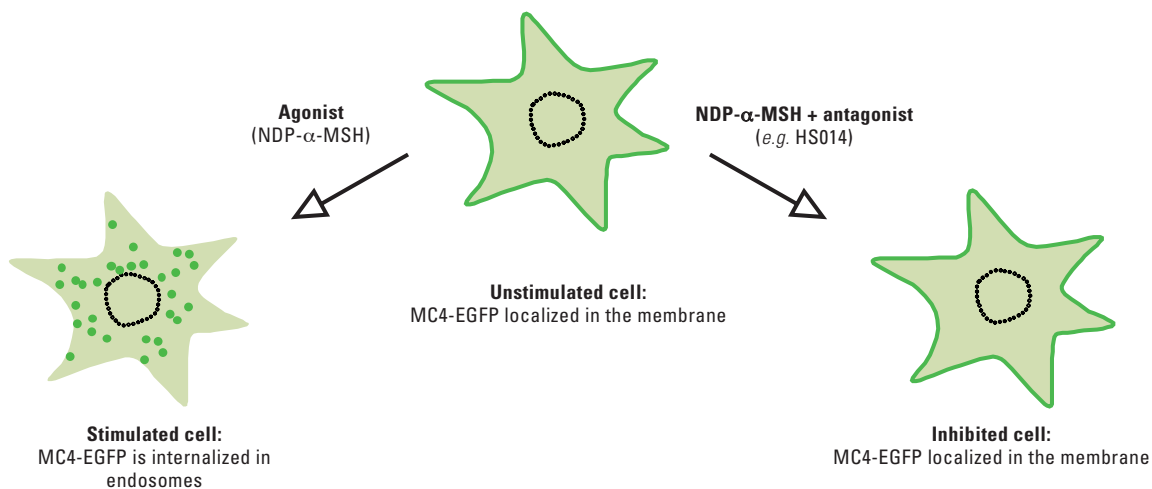 Agonist
(NDP-α-MSH)
NDP-α-MSH + antagonist
(e.g. HS014)
Unstimulated cell:
MC4-EGFP localized in the membrane
Stimulated cell:
MC4-EGFP is internalized in
endosomes
Inhibited cell:
MC4-EGFP localized in the membrane